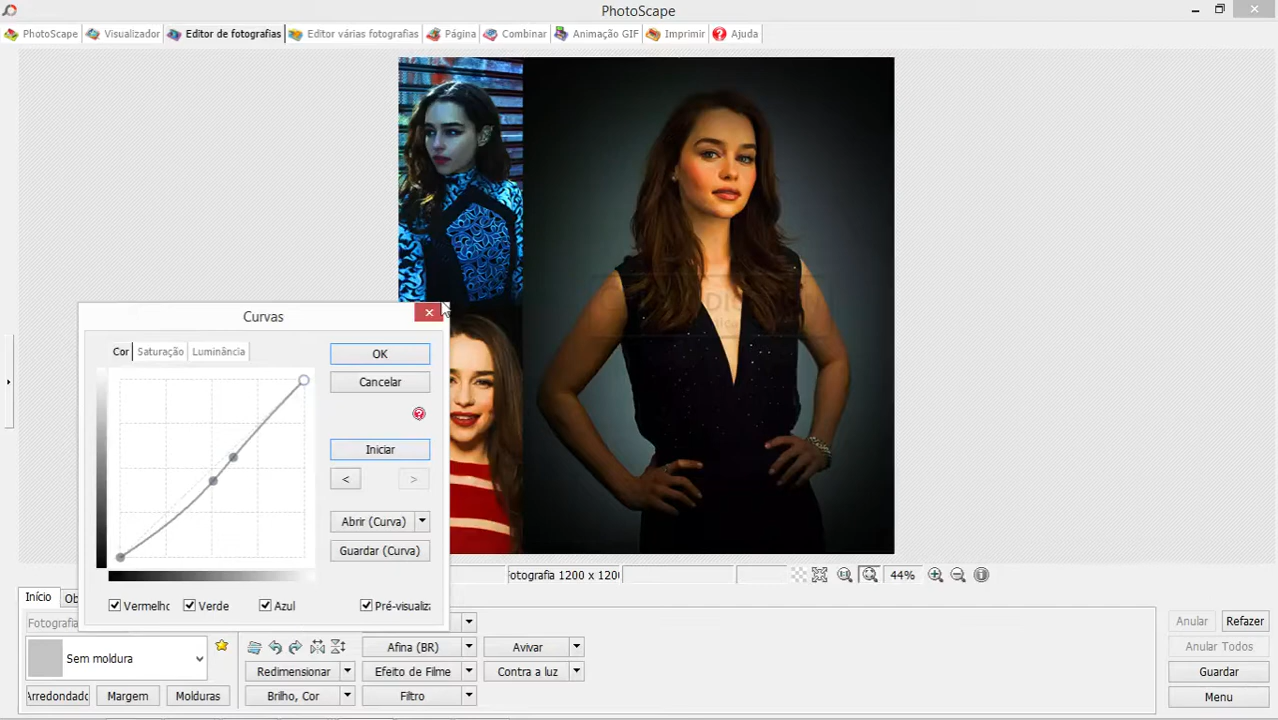 PhotoScape
PhotoScape
Visualizador
Editor de fotografias
Editor várias fotografias
Página
Combinar
Animação GIF
Imprimir
Ajuda
Curvas
Cor
Saturação
Luminância
OK
Cancelar
Iniciar
<
>
Abrir (Curva)
Guardar (Curva)
Vermelho
Verde
Azul
Pré-visualiza
otografia 1200 x 120
44%
Início
Ob
Fotografia
Sem moldura
Arredondado
Margem
Molduras
Redimensionar
Brilho, Cor
Afina (BR)
Efeito de Filme
Filtro
Avivar
Contra a luz
Anular
Refazer
Anular Todos
Guardar
Menu